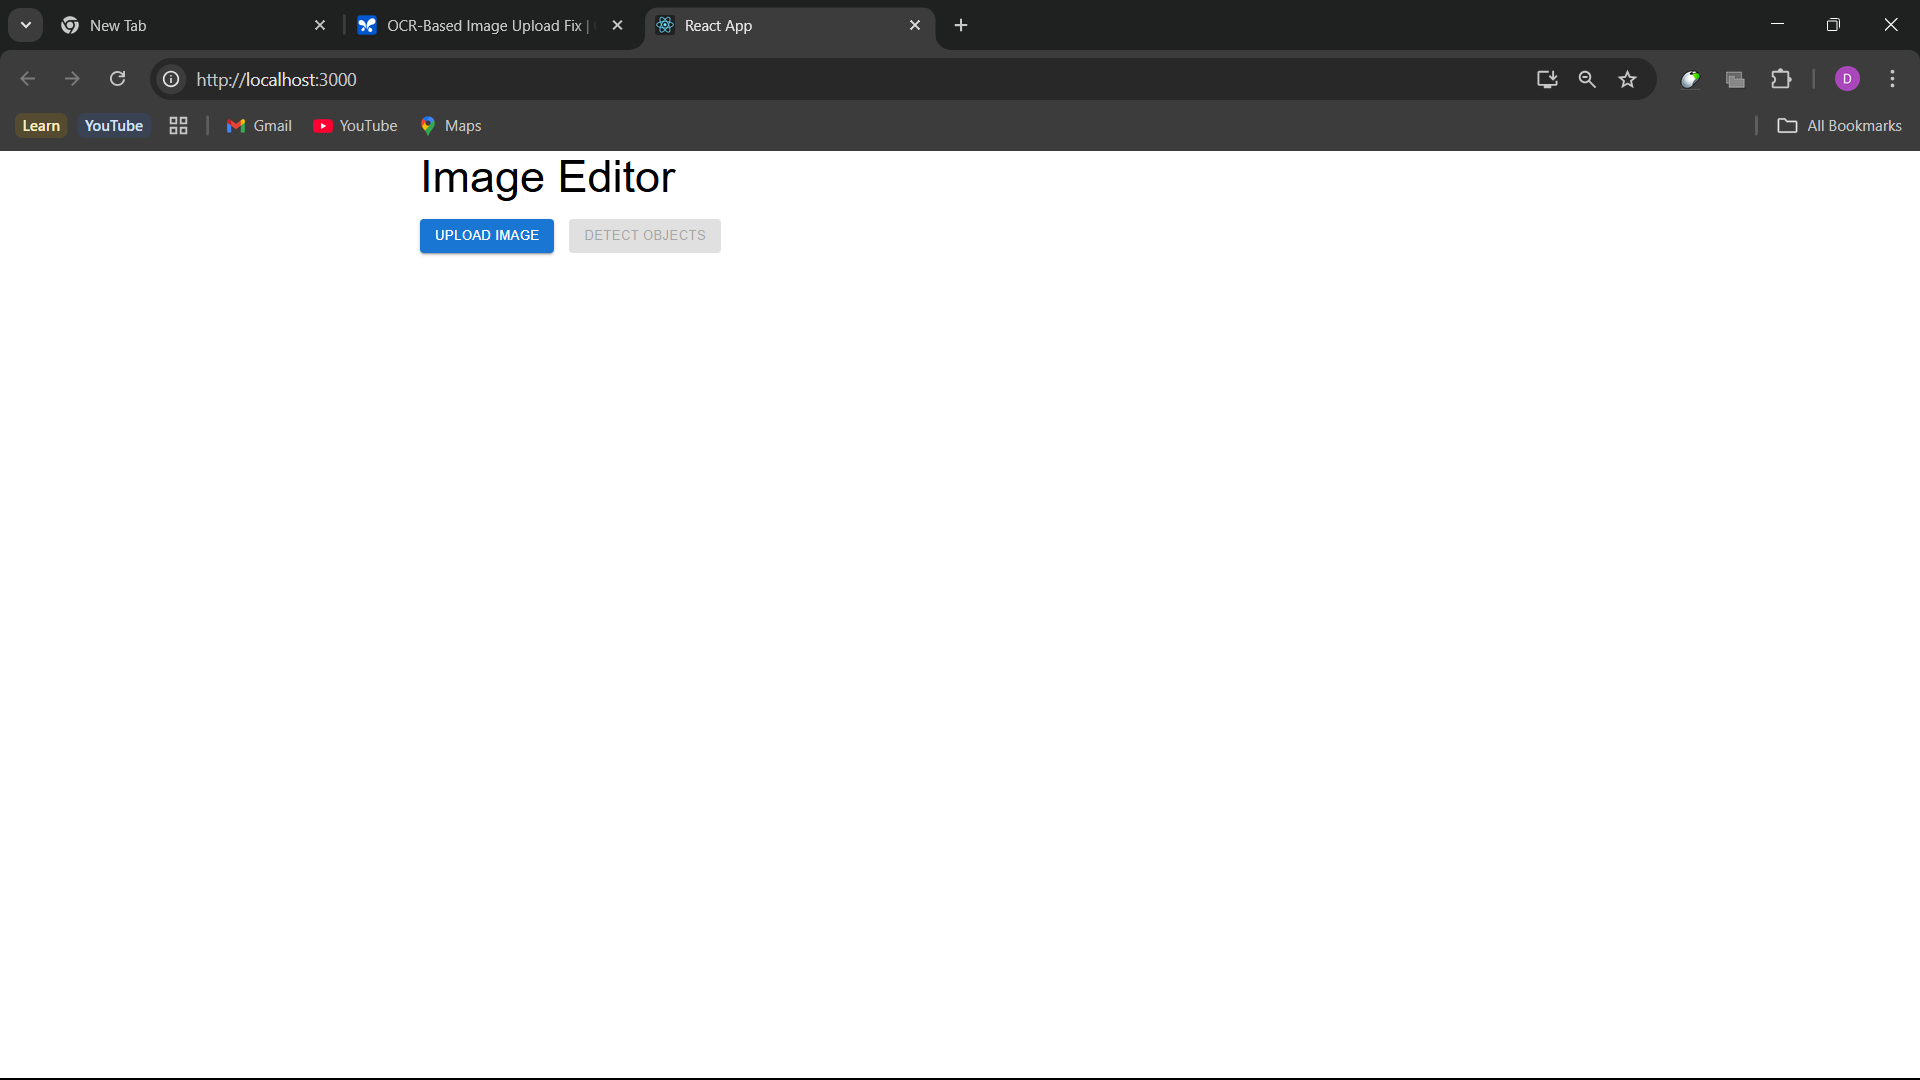 New Tab
OCR-Based Image Upload Fix |
React App
http://localhost:3000
D
Learn
YouTube
Gmail
YouTube
Maps
All Bookmarks
Image Editor
UPLOAD IMAGE
DETECT OBJECTS